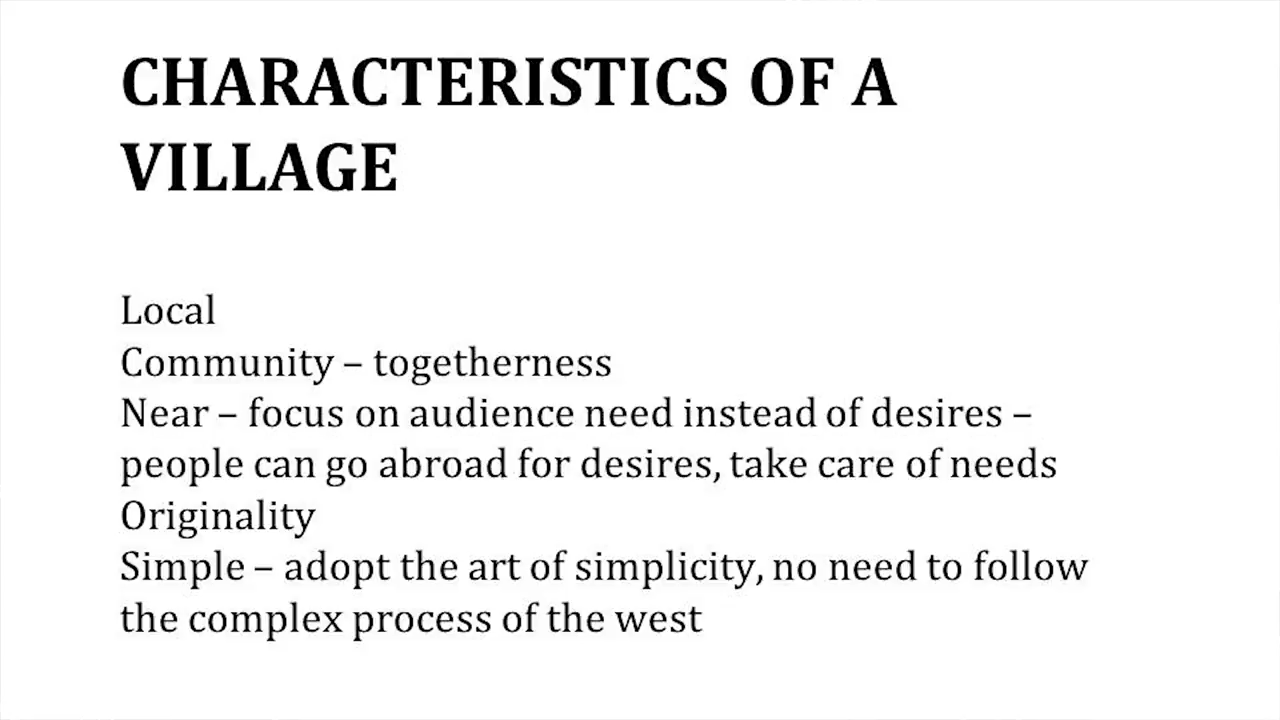 CHARACTERISTICS OF A
VILLAGE
Local
Community – togetherness
Near – focus on audience need instead of desires –
people can go abroad for desires, take care of needs
Originality
Simple – adopt the art of simplicity, no need to follow
the complex process of the west